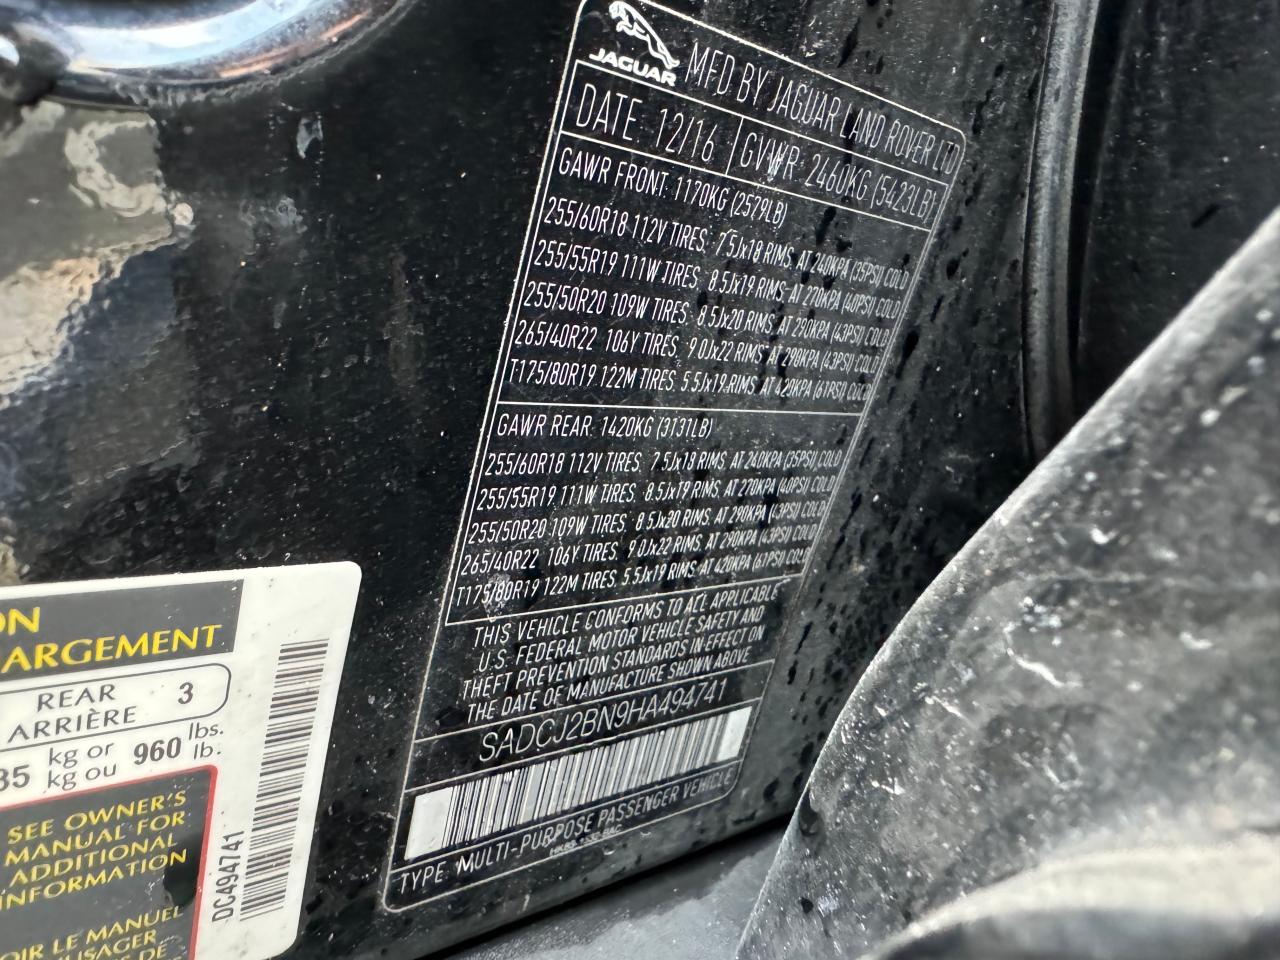 JAGUAR
MFD BY JAGUAR LAND ROVER LTD
DATE 12/16 GVWR: 2460KG (5423LB)
GAWR FRONT: 1170KG (2579LB)
255/60R18 112V TIRES, 7.5Jx18 RIMS, AT 240KPA (35PSI) COLD
255/55R19 111W TIRES, 8.5Jx19 RIMS, AT 270KPA (40PSI) COLD
255/50R20 109W TIRES, 8.5Jx20 RIMS, AT 290KPA (43PSI) COLD
265/40R22 106Y TIRES, 9.0Jx22 RIMS, AT 290KPA (43PSI) COLD
T175/80R19 122M TIRES, 5.5Jx19 RIMS, AT 420KPA (61PSI) COLD
GAWR REAR: 1420KG (3131LB)
255/60R18 112V TIRES, 7.5Jx18 RIMS, AT 240KPA (35PSI) COLD
255/55R19 111W TIRES, 8.5Jx19 RIMS, AT 270KPA (40PSI) COLD
255/50R20 109W TIRES, 8.5Jx20 RIMS, AT 290KPA (43PSI) COLD
265/40R22 106Y TIRES, 9.0Jx22 RIMS, AT 290KPA (43PSI) COLD
T175/80R19 122M TIRES, 5.5Jx19 RIMS, AT 420KPA (61PSI) COLD
THIS VEHICLE CONFORMS TO ALL APPLICABLE
U.S. FEDERAL MOTOR VEHICLE SAFETY AND
THEFT PREVENTION STANDARDS IN EFFECT ON
THE DATE OF MANUFACTURE SHOWN ABOVE
SADCJ2BN9HA494741
TYPE: MULTI-PURPOSE PASSENGER VEHICLE
ON
ARGEMENT
REAR 3
ARRIÈRE
35 kg or 960 lbs.
kg ou lb.
SEE OWNER'S
MANUAL FOR
ADDITIONAL
INFORMATION
OIR LE MANUEL
USAGER
DE
DC494741